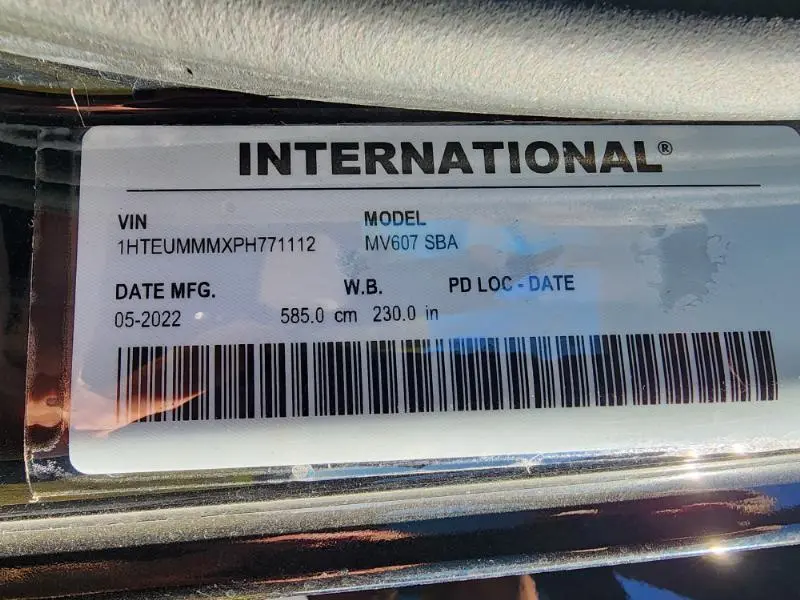 INTERNATIONAL®
VIN MODEL
1HTEUMMMXPH771112 MV607 SBA
DATE MFG. W.B. PD LOC - DATE
05-2022 585.0 cm 230.0 in